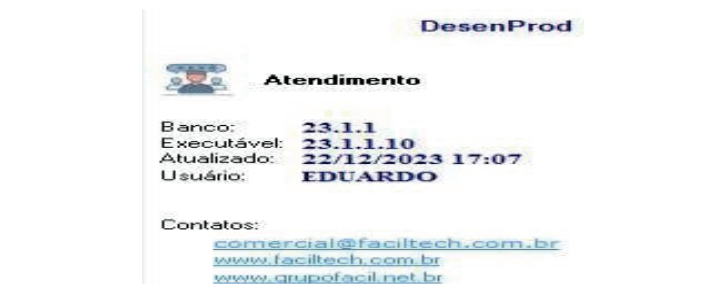 DesenProd
Atendimento
Banco: 23.1.1
Executável: 23.1.1.10
Atualizado: 22/12/2023 17:07
Usuário: EDUARDO
Contatos:
comercial@faciltech.com.br
www.faciltech.com.br
www.grupofacil.net.br